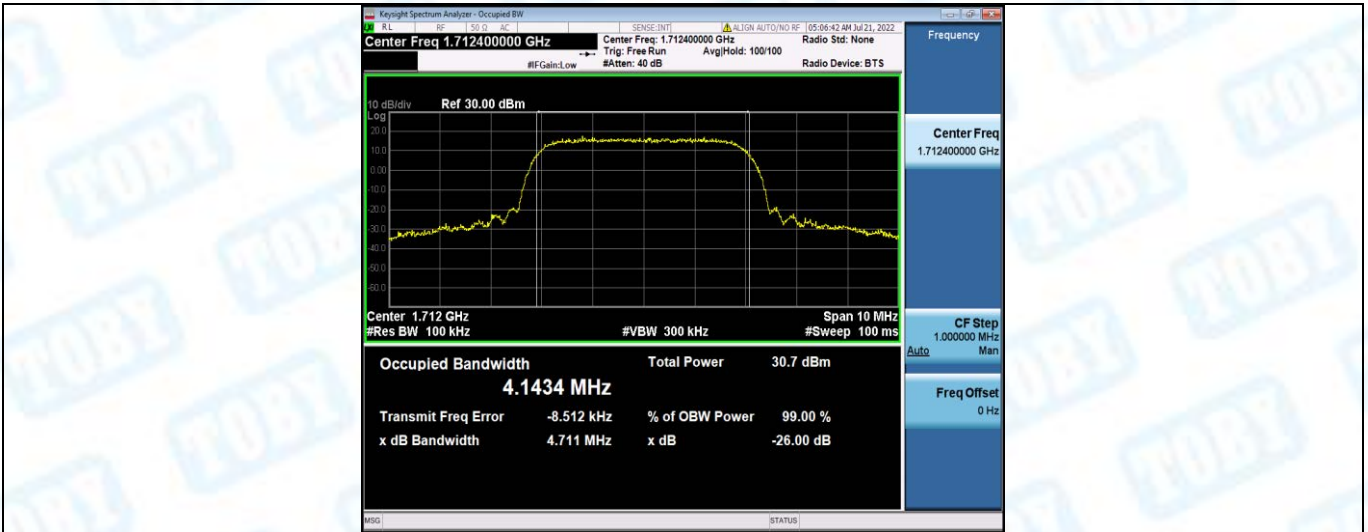 Keysight Spectrum Analyzer - Occupied BW
RL RF 50 Ω AC SENSE:INT ALIGN AUTO/NO RF 05:06:42 AM Jul 21, 2022
Center Freq 1.712400000 GHz
Center Freq: 1.712400000 GHz Radio Std: None
Trig: Free Run Avg|Hold: 100/100
#IFGain:Low #Atten: 40 dB Radio Device: BTS
10 dB/div Ref 30.00 dBm
Log
20.0
10.0
0.00
-10.0
-20.0
-30.0
-40.0
-50.0
-60.0
Center 1.712 GHz Span 10 MHz
#Res BW 100 kHz #VBW 300 kHz #Sweep 100 ms
Occupied Bandwidth Total Power 30.7 dBm
4.1434 MHz
Transmit Freq Error -8.512 kHz % of OBW Power 99.00 %
x dB Bandwidth 4.711 MHz x dB -26.00 dB
MSG STATUS
Frequency
Center Freq
1.712400000 GHz
CF Step
1.000000 MHz
Auto Man
Freq Offset
0 Hz
TOBY
TOBY
TOBY
TOBY
TOBY
TOBY
TOBY
TOBY